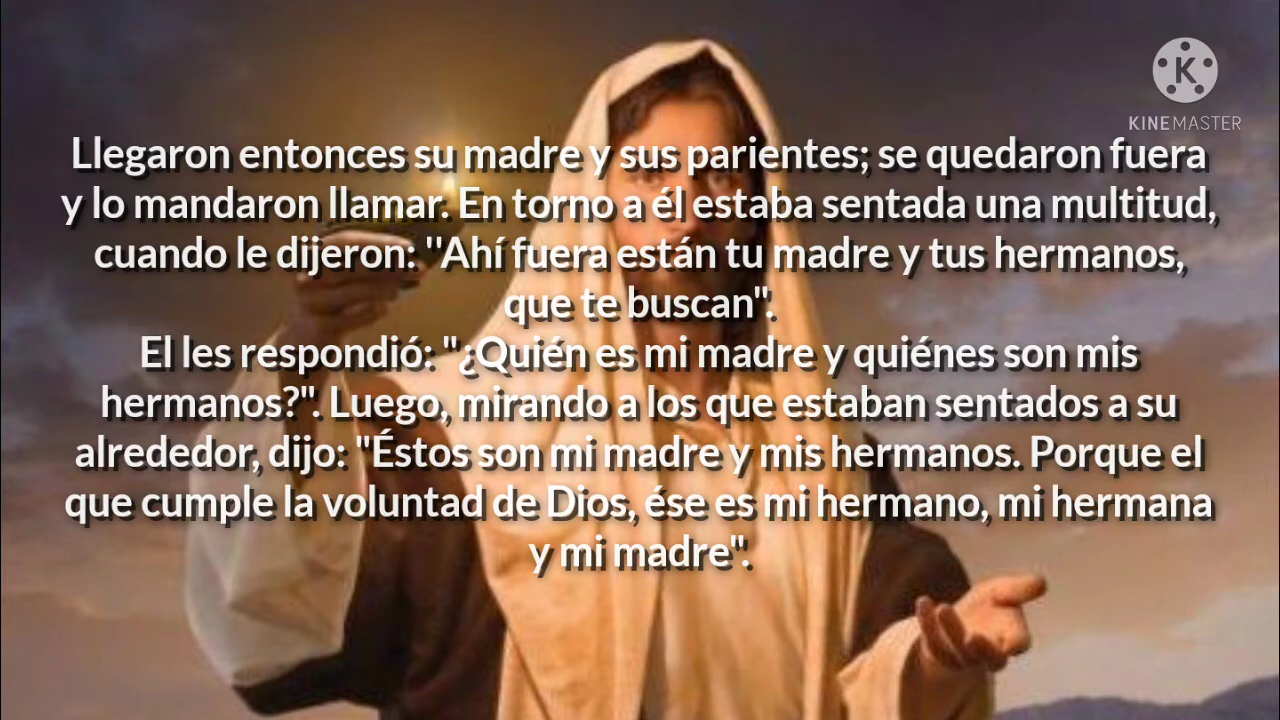 KINEMASTER
Llegaron entonces su madre y sus parientes; se quedaron fuera
y lo mandaron llamar. En torno a él estaba sentada una multitud,
cuando le dijeron: "Ahí fuera están tu madre y tus hermanos,
que te buscan".
El les respondió: "¿Quién es mi madre y quiénes son mis
hermanos?". Luego, mirando a los que estaban sentados a su
alrededor, dijo: "Éstos son mi madre y mis hermanos. Porque el
que cumple la voluntad de Dios, ése es mi hermano, mi hermana
y mi madre".